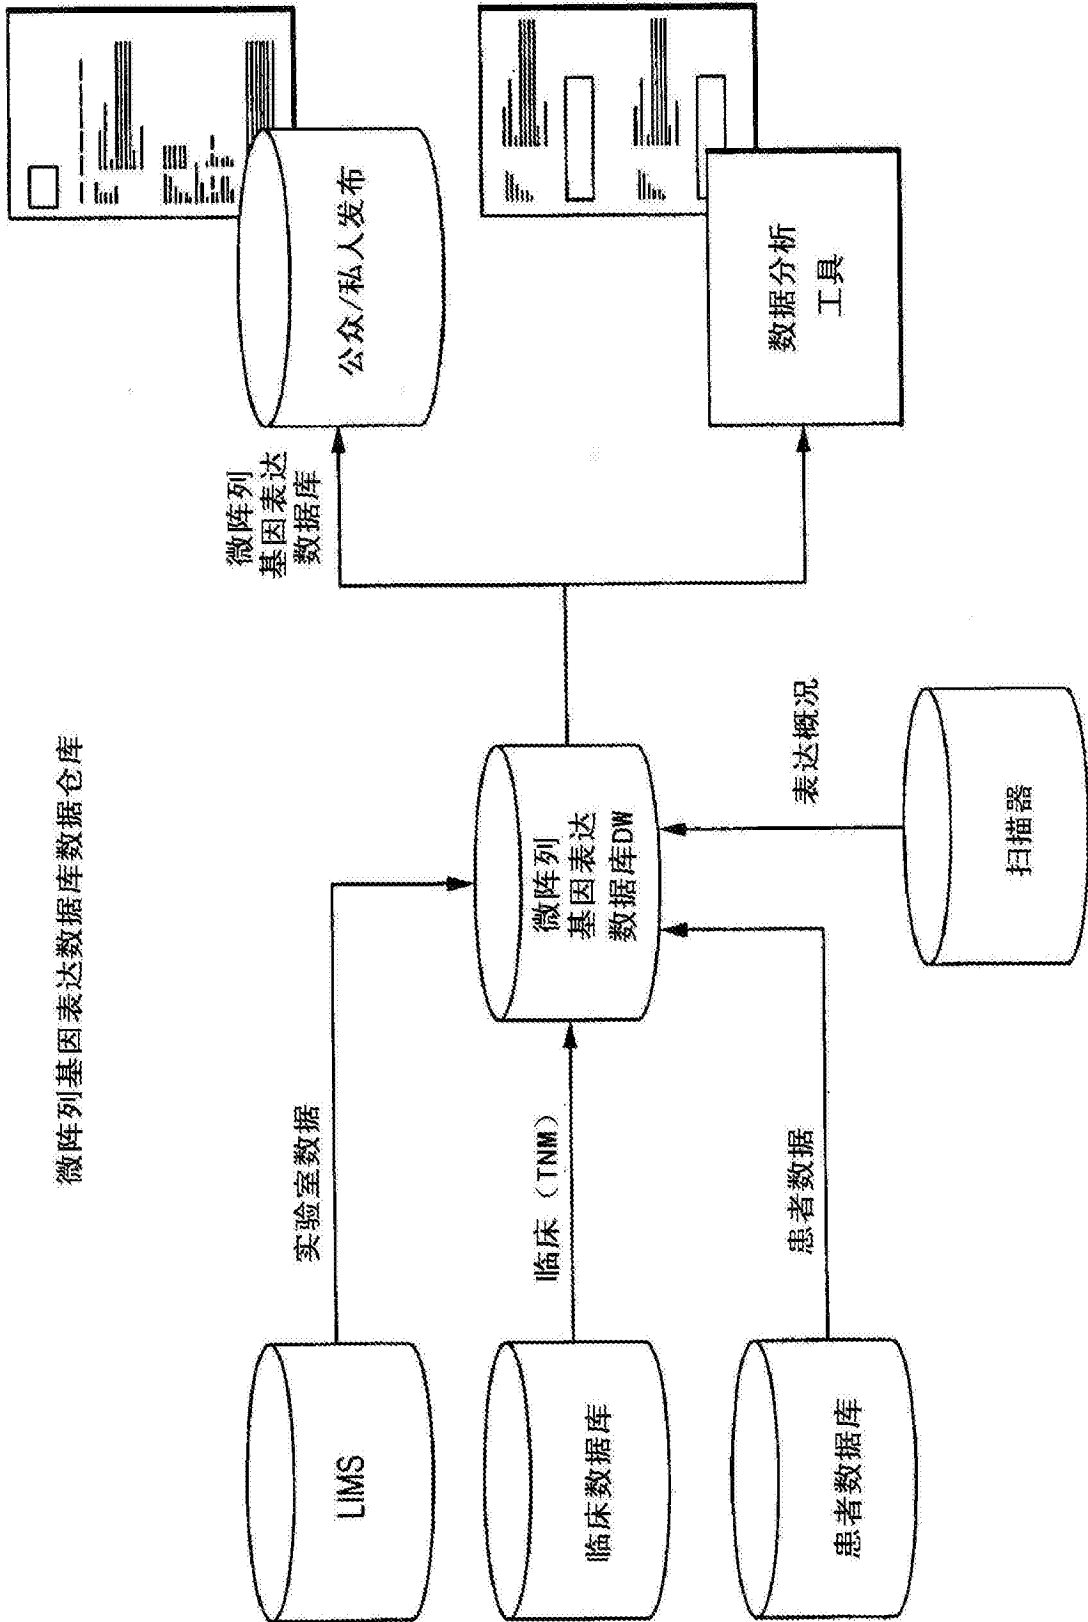 微阵列基因表达数据库数据仓库
LIMS
实验室数据
临床数据库
临床（TNM）
患者数据库
患者数据
微阵列
基因表达
数据库DW
扫描器
表达概况
微阵列
基因表达
数据库
公众/私人发布
数据分析
工具